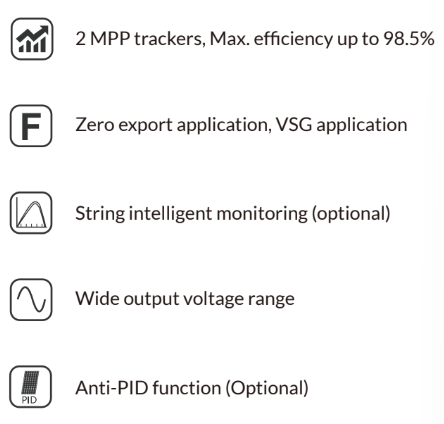 2 MPP trackers, Max. efficiency up to 98.5%
F
Zero export application, VSG application
String intelligent monitoring (optional)
Wide output voltage range
PID
Anti-PID function (Optional)